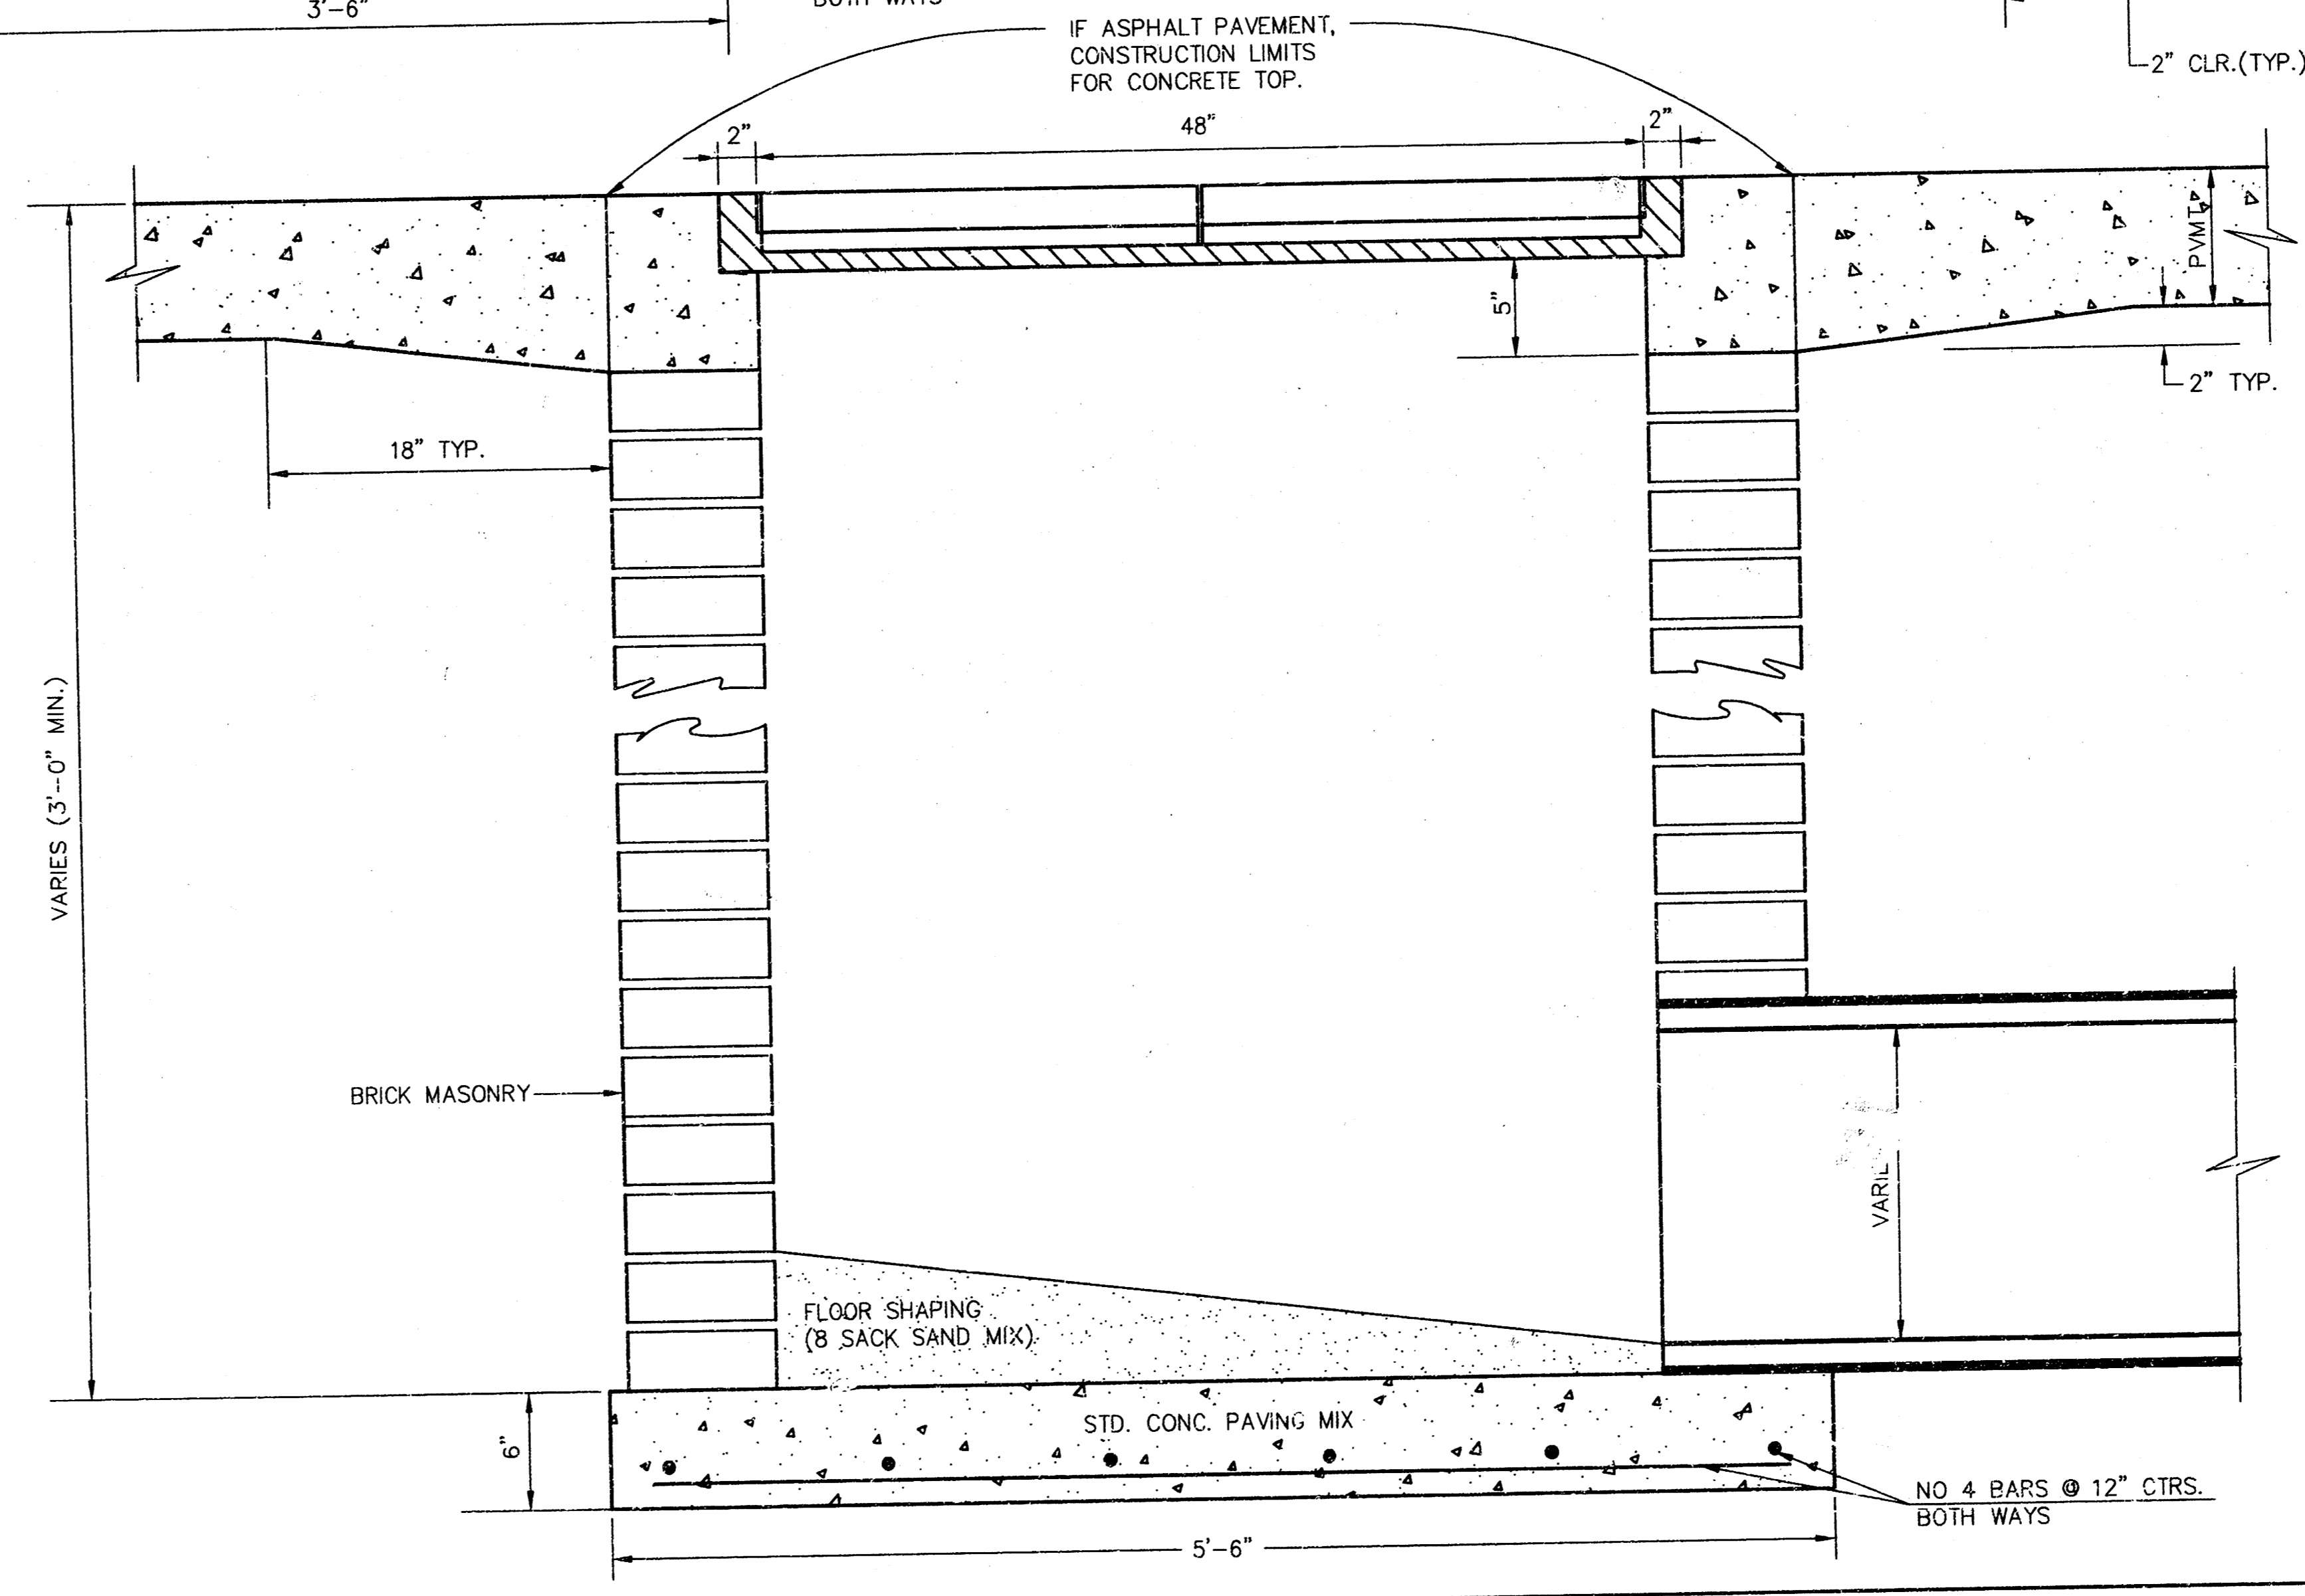 3'-6"
BOTH WAYS
IF ASPHALT PAVEMENT,
CONSTRUCTION LIMITS
FOR CONCRETE TOP.
2" CLR.(TYP.)
2"
48"
2"
PVMT.
5"
2" TYP.
18" TYP.
VARIES (3'-0" MIN.)
BRICK MASONRY
FLOOR SHAPING
(8 SACK SAND MIX)
STD. CONC. PAVING MIX
6"
NO 4 BARS @ 12" CTRS.
BOTH WAYS
5'-6"